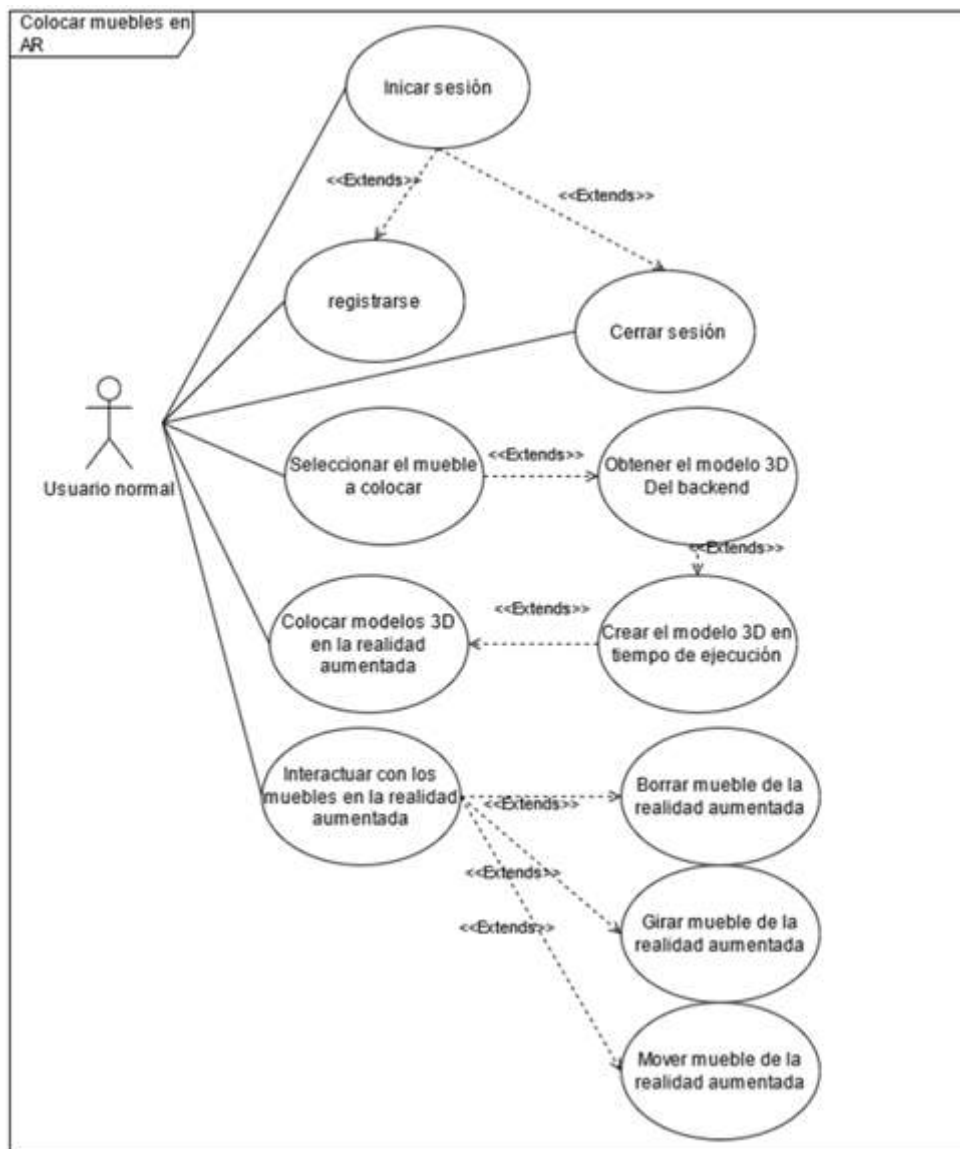 Colocar muebles en
AR
Inicar sesión
<<Extends>>
<<Extends>>
registrarse
Cerrar sesión
Usuario normal
Seleccionar el mueble
a colocar
<<Extends>>
Obtener el modelo 3D
Del backend
<<Extends>>
Colocar modelos 3D
en la realidad
aumentada
<<Extends>>
Crear el modelo 3D en
tiempo de ejecución
Interactuar con los
muebles en la realidad
aumentada
<<Extends>>
Borrar mueble de la
realidad aumentada
<<Extends>>
Girar mueble de la
realidad aumentada
<<Extends>>
Mover mueble de la
realidad aumentada